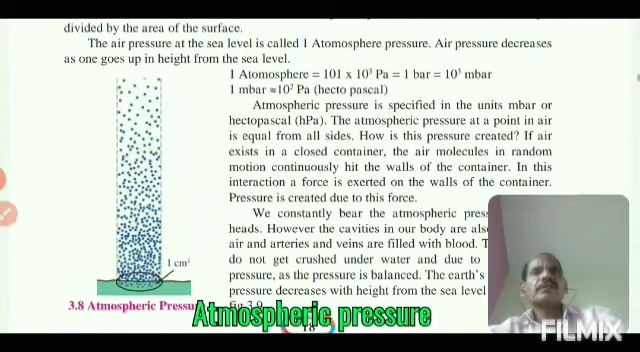 divided by the area of the surface.
The air pressure at the sea level is called 1 Atomosphere pressure. Air pressure decreases
as one goes up in height from the sea level.
1 Atomosphere = 101 x 10³ Pa = 1 bar = 10³ mbar
1 mbar ≈ 10² Pa (hecto pascal)
Atmospheric pressure is specified in the units mbar or
hectopascal (hPa). The atmospheric pressure at a point in air
is equal from all sides. How is this pressure created? If air
exists in a closed container, the air molecules in random
motion continuously hit the walls of the container. In this
interaction a force is exerted on the walls of the container.
Pressure is created due to this force.
We constantly bear the atmospheric pres
heads. However the cavities in our body are als
air and arteries and veins are filled with blood. T
do not get crushed under water and due to
pressure, as the pressure is balanced. The earth's
pressure decreases with height from the sea level
1 cm²
3.8 Atmospheric Pressu
fig 3.9
Atmospheric pressure
18
FILMIX